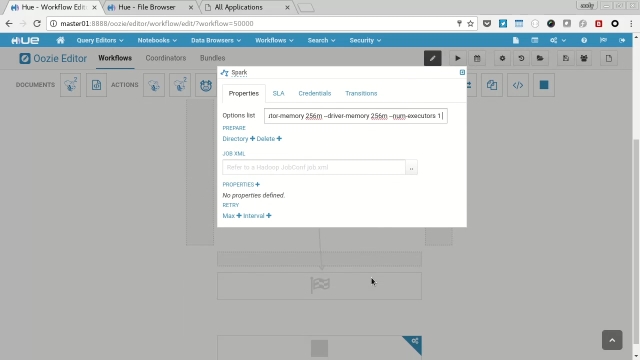 Hue - Workflow Edit
Hue - File Browser
All Applications
master01:8888/oozie/editor/workflow/edit/?workflow=50000
HUE
Query Editors
Notebooks
Data Browsers
Workflows
Search
Security
Oozie Editor
Workflows
Coordinators
Bundles
DOCUMENTS
ACTIONS
Spark
Properties
SLA
Credentials
Transitions
Options list
tor-memory 256m --driver-memory 256m --num-executors 1
PREPARE
Directory + Delete +
JOB XML
Refer to a Hadoop JobConf job.xml
..
PROPERTIES +
No properties defined.
RETRY
Max + Interval +